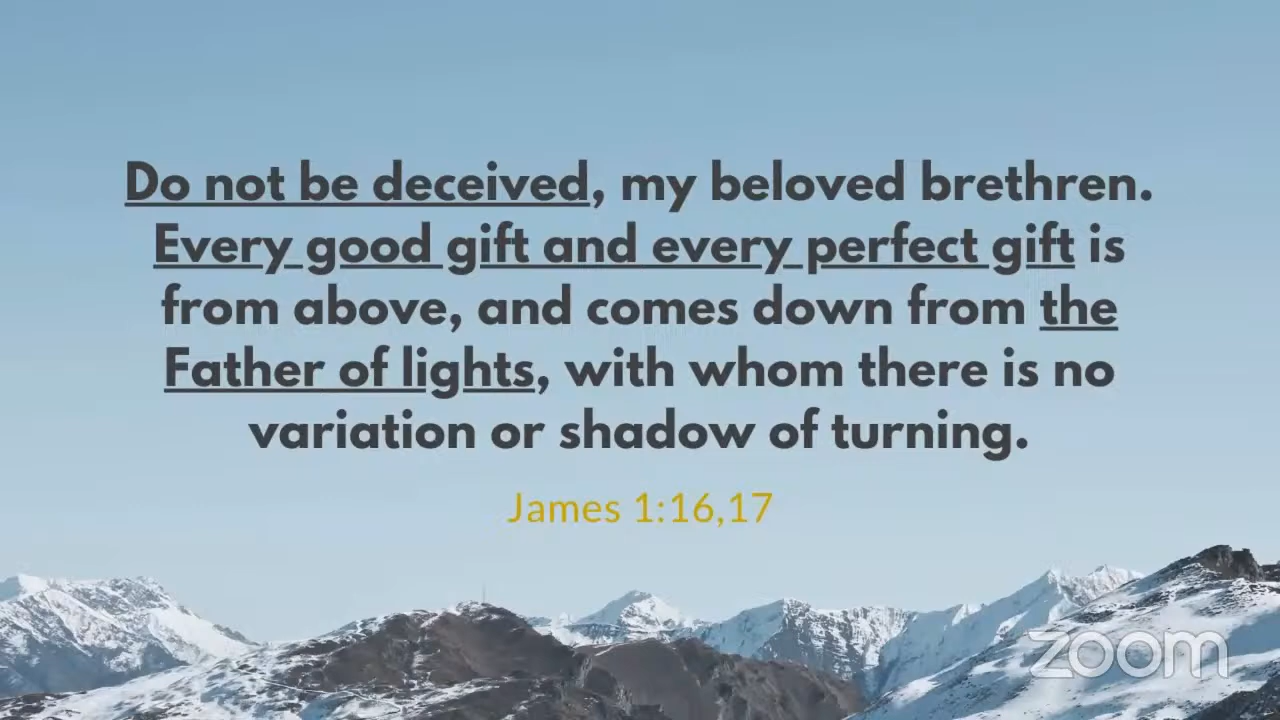 Do not be deceived, my beloved brethren.
Every good gift and every perfect gift is
from above, and comes down from the
Father of lights, with whom there is no
variation or shadow of turning.
James 1:16,17
zoom